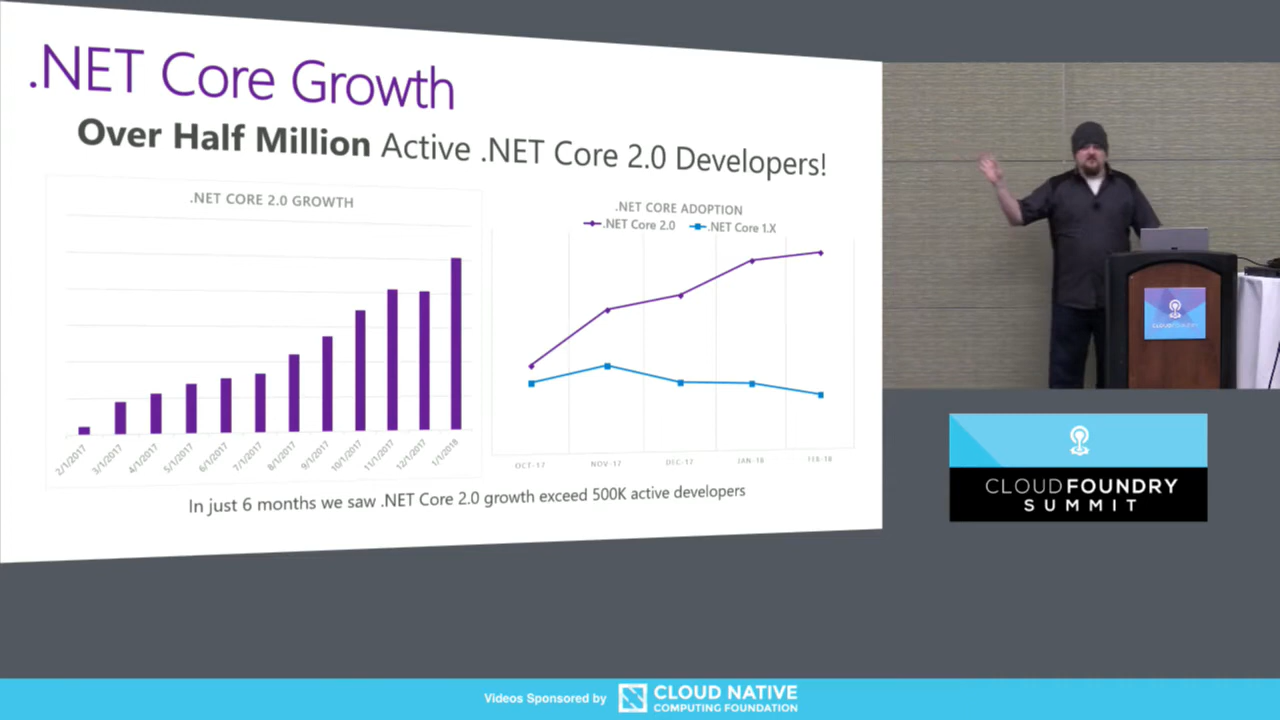 .NET Core Growth
Over Half Million Active .NET Core 2.0 Developers!
.NET CORE 2.0 GROWTH
2/1/2017
3/1/2017
4/1/2017
5/1/2017
6/1/2017
7/1/2017
8/1/2017
9/1/2017
10/1/2017
11/1/2017
12/1/2017
1/1/2018
.NET CORE ADOPTION
.NET Core 2.0 .NET Core 1.X
OCT-17 NOV-17 DEC-17 JAN-18 FEB-18
In just 6 months we saw .NET Core 2.0 growth exceed 500K active developers
CLOUDFOUNDRY
CLOUDFOUNDRY
SUMMIT
Videos Sponsored by
CLOUD NATIVE
COMPUTING FOUNDATION